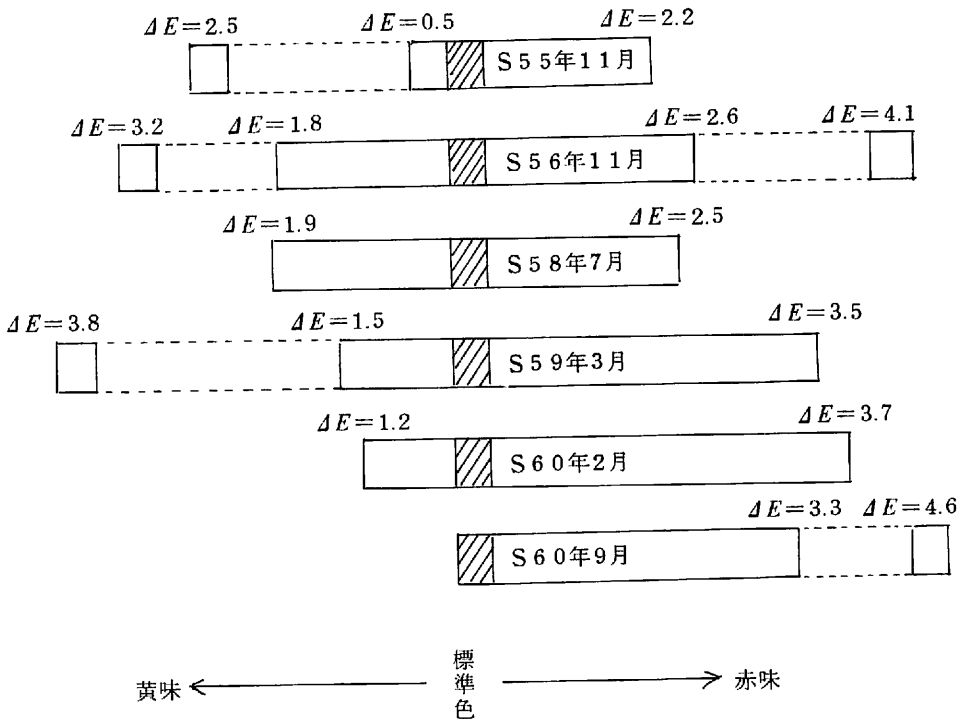 ΔE=2.5 ΔE=0.5 ΔE=2.2
S55年11月
ΔE=3.2 ΔE=1.8 ΔE=2.6 ΔE=4.1
S56年11月
ΔE=1.9 ΔE=2.5
S58年7月
ΔE=3.8 ΔE=1.5 ΔE=3.5
S59年3月
ΔE=1.2 ΔE=3.7
S60年2月
ΔE=3.3 ΔE=4.6
S60年9月
黄味 標準色 赤味